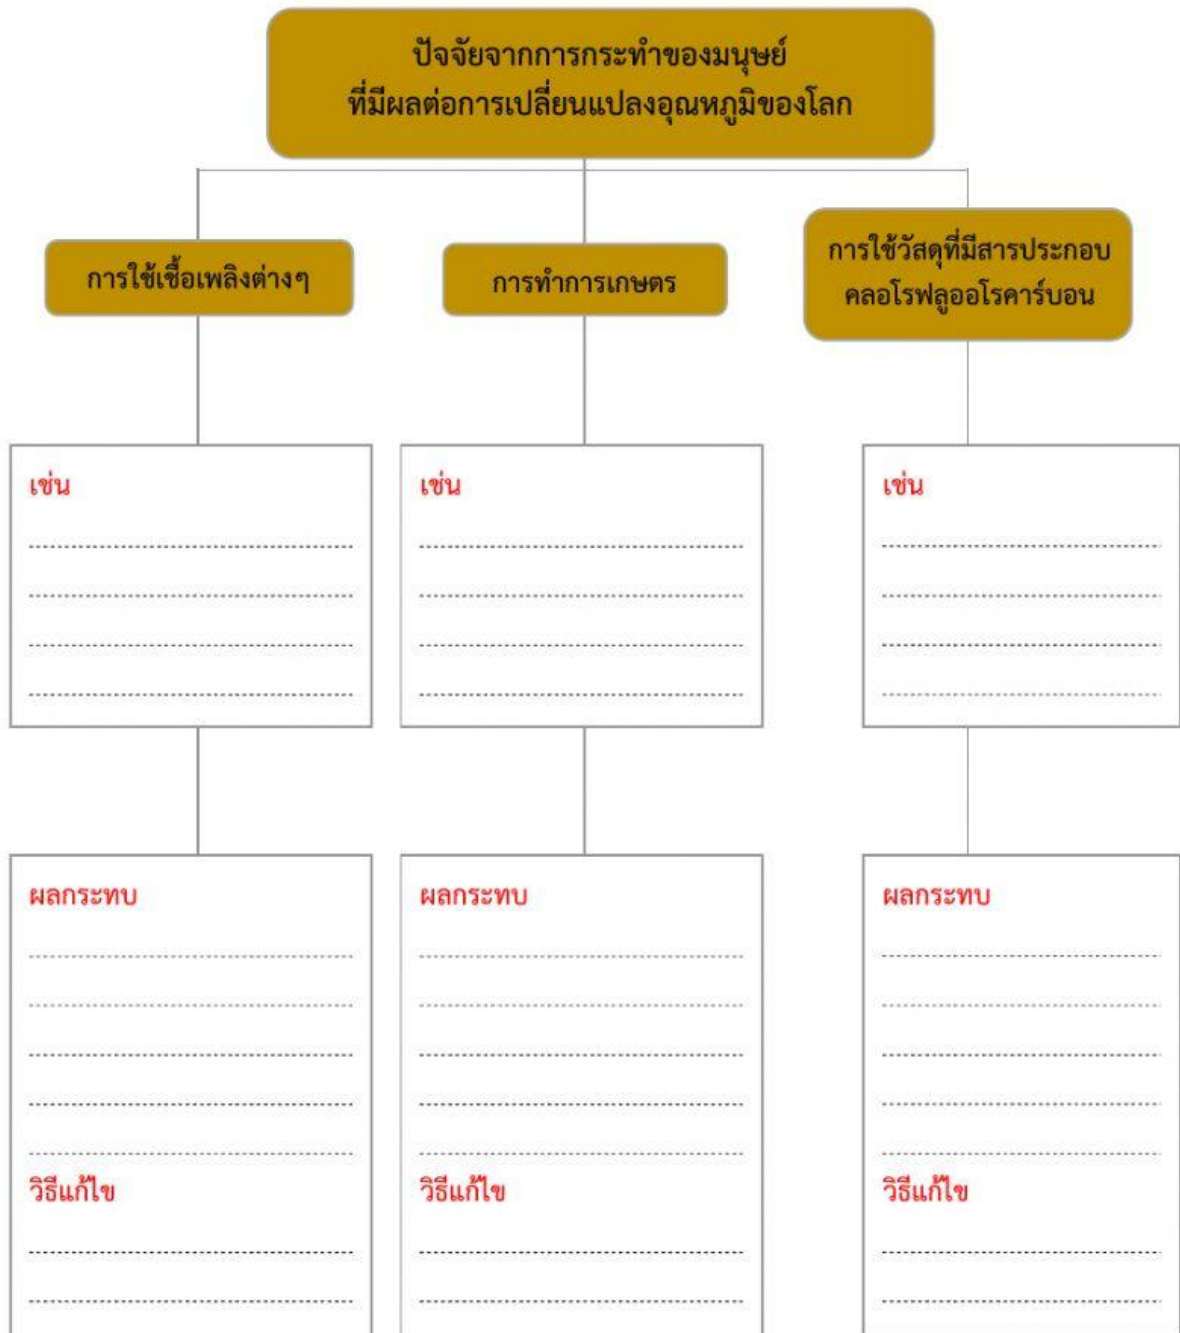 ปัจจัยจากการกระทำของมนุษย์
ที่มีผลต่อการเปลี่ยนแปลงอุณหภูมิของโลก
การใช้เชื้อเพลิงต่างๆ
การทำการเกษตร
การใช้วัสดุที่มีสารประกอบ
คลอโรฟลูออโรคาร์บอน
เช่น
เช่น
เช่น
ผลกระทบ
ผลกระทบ
ผลกระทบ
วิธีแก้ไข
วิธีแก้ไข
วิธีแก้ไข